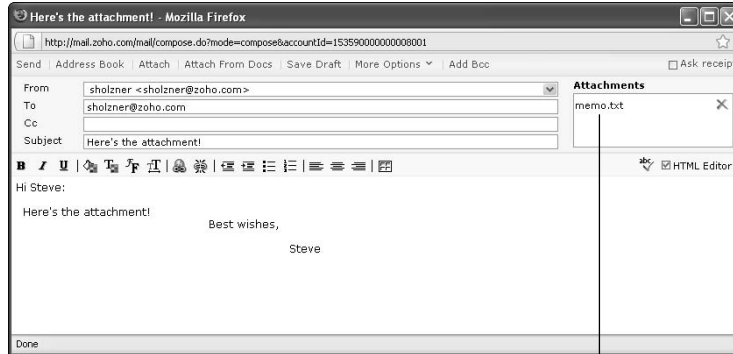 Here's the attachment! - Mozilla Firefox
http://mail.zoho.com/mail/compose.do?mode=compose&accountId=153590000000008001
Send | Address Book | Attach | Attach From Docs | Save Draft | More Options | Add Bcc Ask receip
From sholzner <sholzner@zoho.com> Attachments
To sholzner@zoho.com memo.txt
Cc
Subject Here's the attachment!
B I U abc HTML Editor
Hi Steve:
Here's the attachment!
Best wishes,
Steve
Done